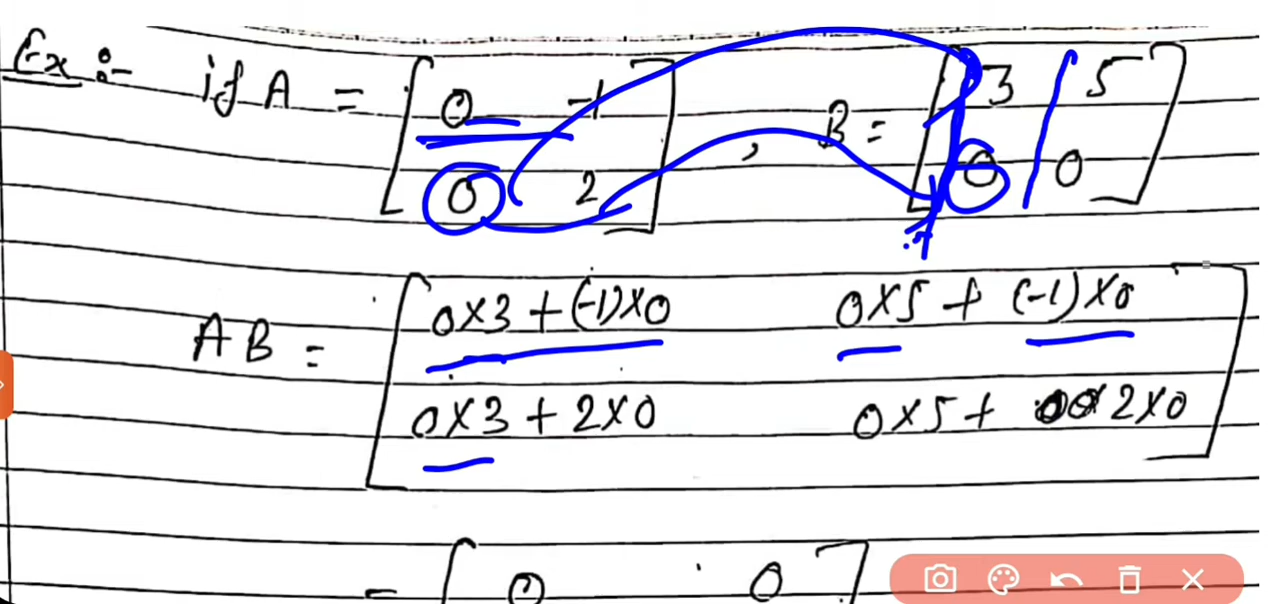 Ex :- if A = [ 0 -1 ] , B = [ 3 5 ]
[ 0 2 ] [ 0 0 ]
AB = [ 0×3 + (-1)×0 0×5 + (-1)×0 ]
[ 0×3 + 2×0 0×5 + 2×0 ]
= [ 0 0 ]